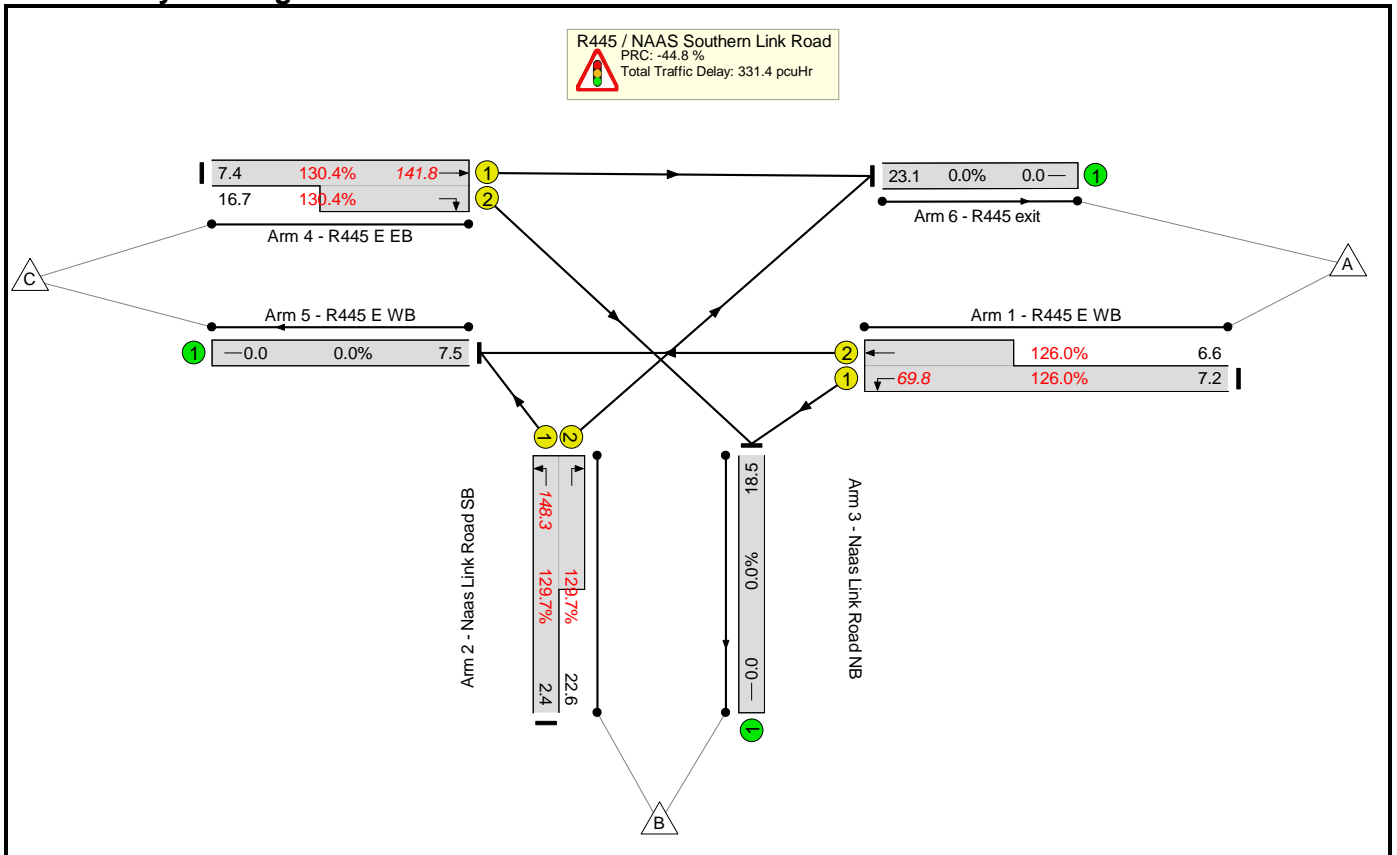 R445 / NAAS Southern Link Road
PRC: -44.8 %
Total Traffic Delay: 331.4 pcuHr
7.4 130.4% 141.8 1
16.7 130.4% 2
Arm 4 - R445 E EB
23.1 0.0% 0.0 1
Arm 6 - R445 exit
C
A
Arm 5 - R445 E WB
1 0.0 0.0% 7.5
Arm 1 - R445 E WB
2 126.0% 6.6
1 69.8 126.0% 7.2
1 2
Arm 2 - Naas Link Road SB
148.3 129.7% 2.4
129.7% 22.6
18.5 0.0% 0.0
1
Arm 3 - Naas Link Road NB
B